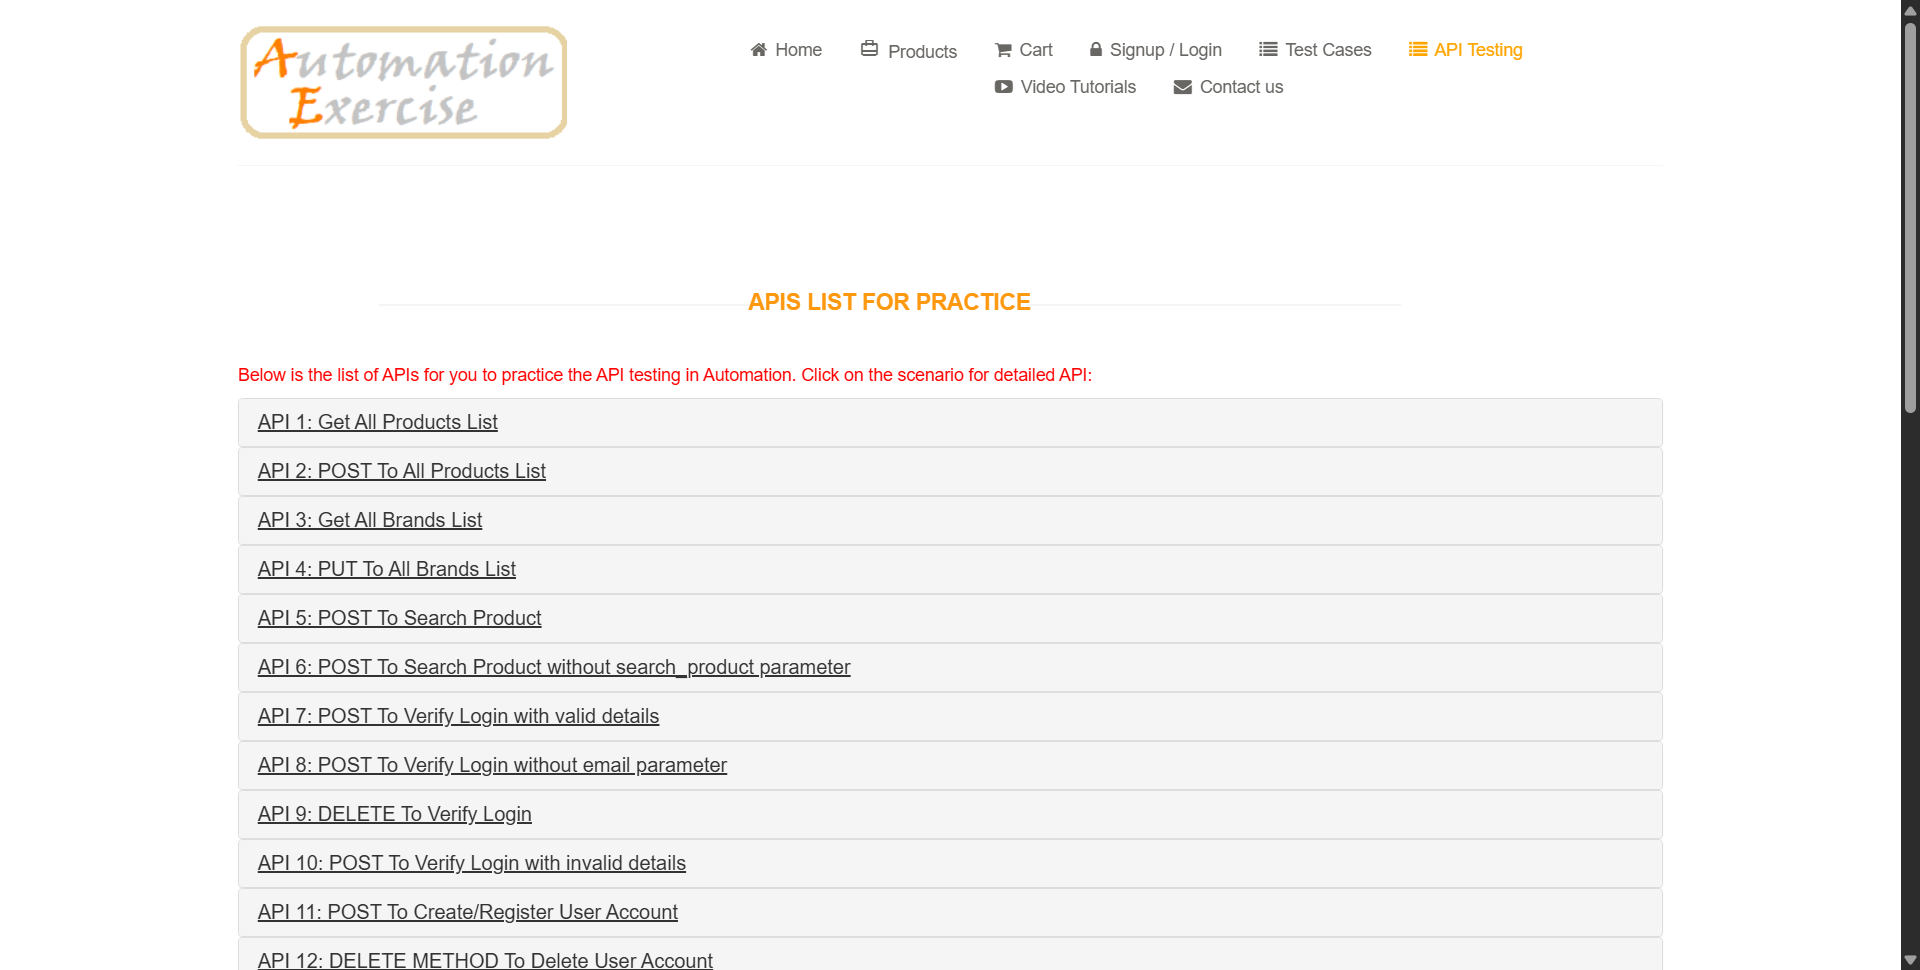 Automation
Exercise
Home Products Cart Signup / Login Test Cases API Testing
Video Tutorials Contact us
APIS LIST FOR PRACTICE
Below is the list of APIs for you to practice the API testing in Automation. Click on the scenario for detailed API:
API 1: Get All Products List
API 2: POST To All Products List
API 3: Get All Brands List
API 4: PUT To All Brands List
API 5: POST To Search Product
API 6: POST To Search Product without search_product parameter
API 7: POST To Verify Login with valid details
API 8: POST To Verify Login without email parameter
API 9: DELETE To Verify Login
API 10: POST To Verify Login with invalid details
API 11: POST To Create/Register User Account
API 12: DELETE METHOD To Delete User Account